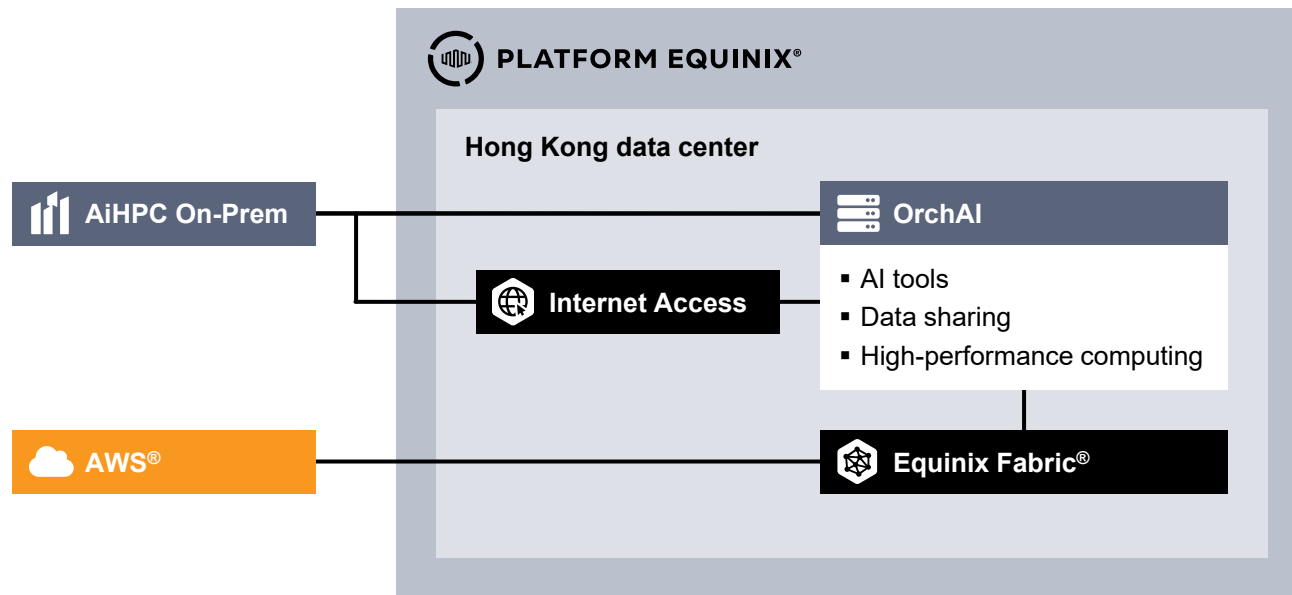 PLATFORM EQUINIX®
Hong Kong data center
AiHPC On-Prem
OrchAI
▪ AI tools
▪ Data sharing
▪ High-performance computing
Internet Access
AWS®
Equinix Fabric®